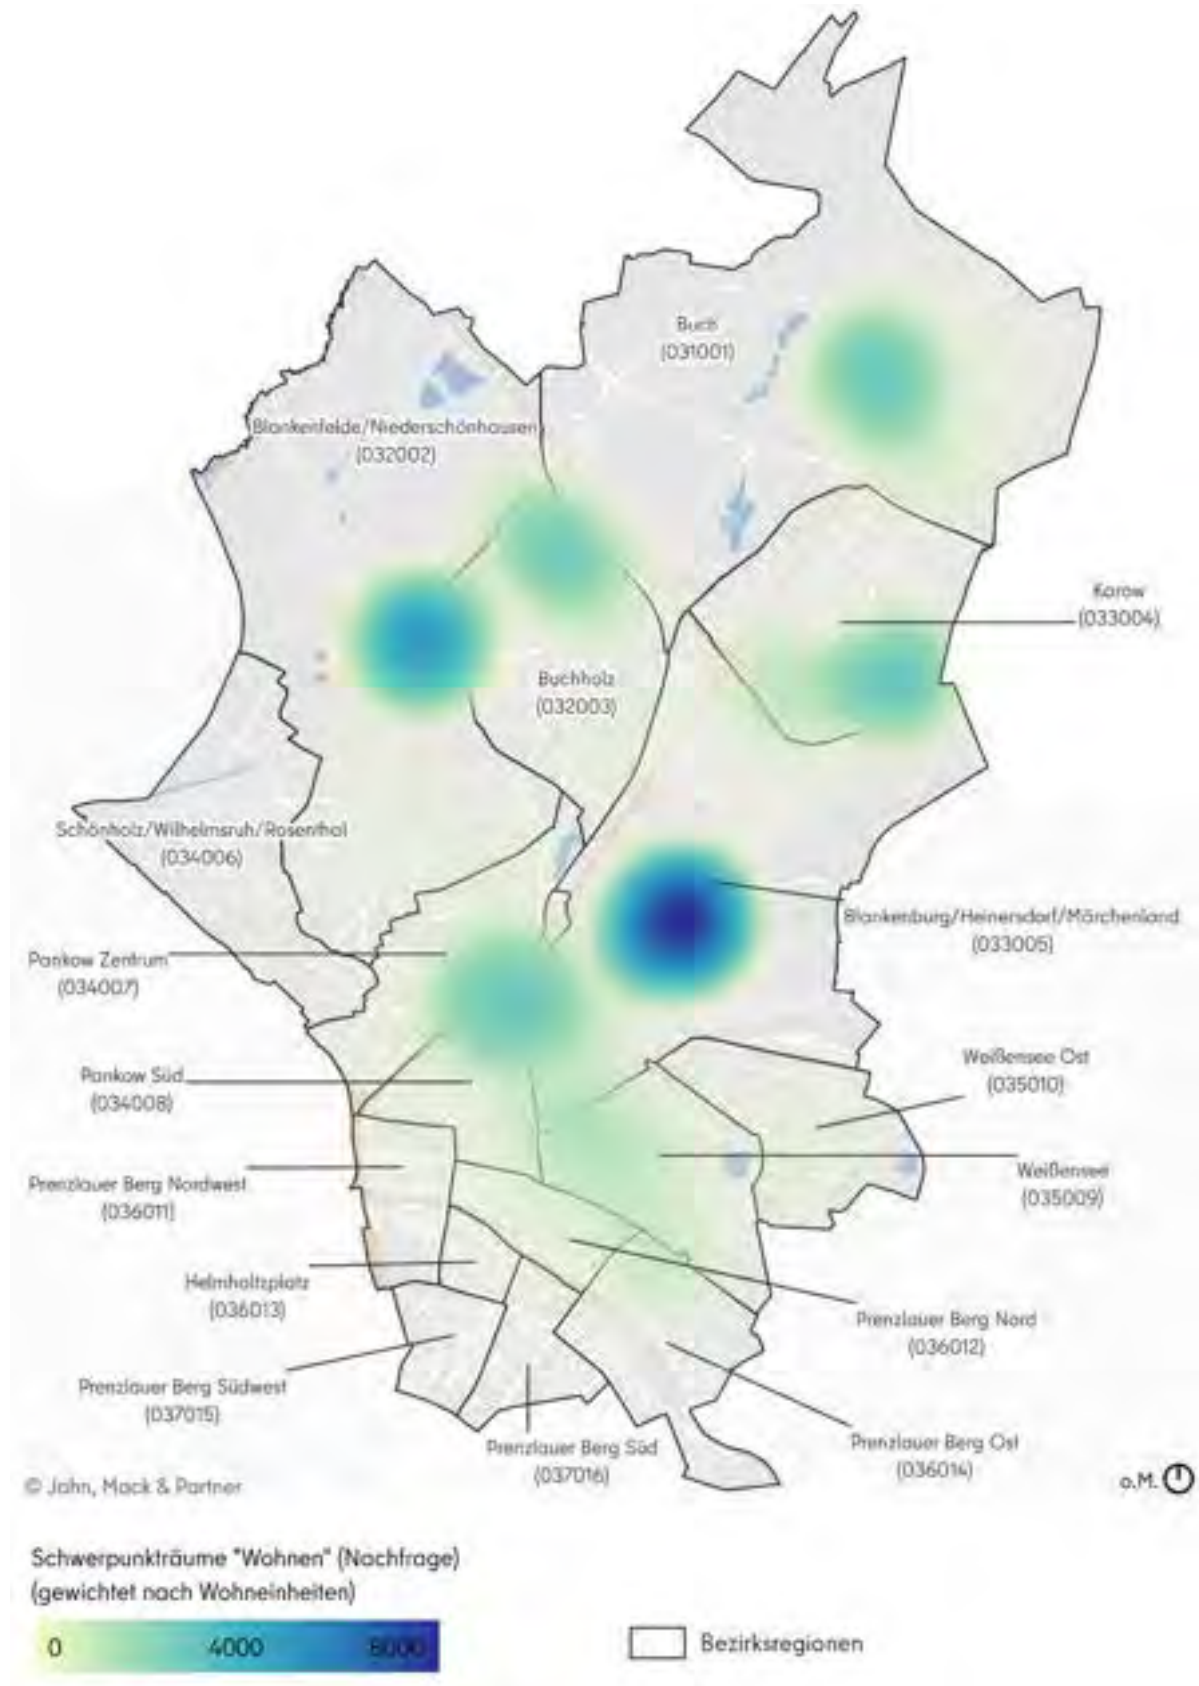 Buch
(031001)
Blankenfelde/Niederschönhausen
(032002)
Karow
(033004)
Buchholz
(032003)
Schönholz/Wilhelmsruh/Rosenthal
(034006)
Blankenburg/Heinersdorf/Märchenland
(033005)
Pankow Zentrum
(034007)
Weißensee Ost
(035010)
Pankow Süd
(034008)
Weißensee
(035009)
Prenzlauer Berg Nordwest
(036011)
Helmholtzplatz
(036013)
Prenzlauer Berg Nord
(036012)
Prenzlauer Berg Südwest
(037015)
Prenzlauer Berg Süd
(037016)
Prenzlauer Berg Ost
(036014)
© Jahn, Mack & Partner
o.M.
Schwerpunkträume "Wohnen" (Nachfrage)
(gewichtet nach Wohneinheiten)
0 4000 8000
Bezirksregionen